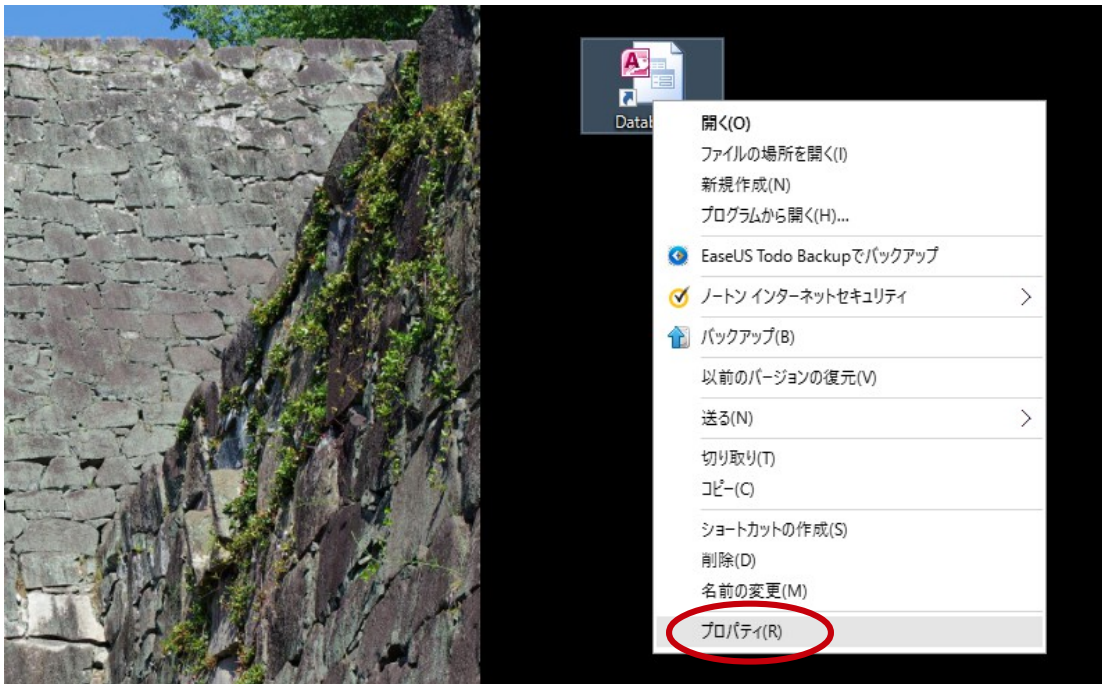 開く(O)
ファイルの場所を開く(I)
新規作成(N)
プログラムから開く(H)...
EaseUS Todo Backupでバックアップ
ノートン インターネットセキュリティ
バックアップ(B)
以前のバージョンの復元(V)
送る(N)
切り取り(T)
コピー(C)
ショートカットの作成(S)
削除(D)
名前の変更(M)
プロパティ(R)